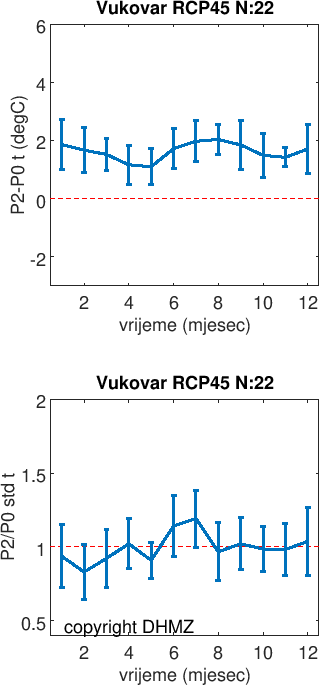 Vukovar RCP45 N:22
6
4
2
0
-2
P2-P0 t (degC)
2 4 6 8 10 12
vrijeme (mjesec)
Vukovar RCP45 N:22
2
1.5
1
0.5
P2/P0 std t
copyright DHMZ
2 4 6 8 10 12
vrijeme (mjesec)